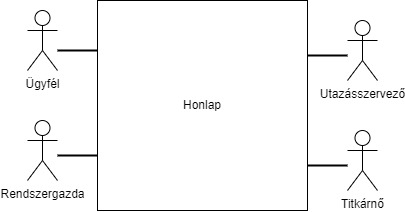 Ügyfél
Utazásszervező
Honlap
Rendszergazda
Titkárnő